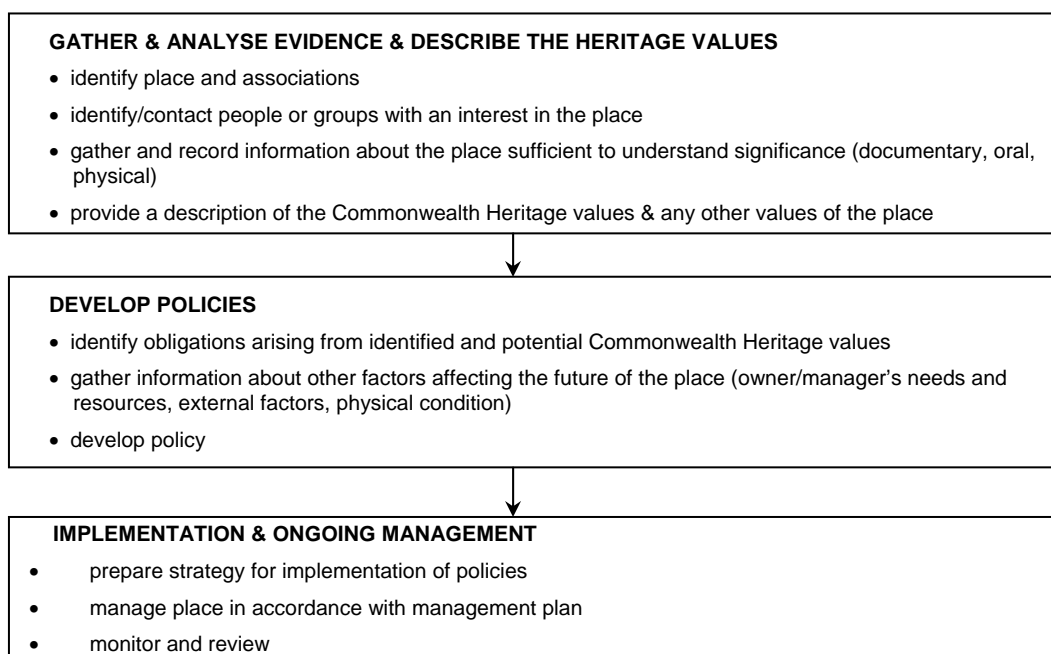 GATHER & ANALYSE EVIDENCE & DESCRIBE THE HERITAGE VALUES
• identify place and associations
• identify/contact people or groups with an interest in the place
• gather and record information about the place sufficient to understand significance (documentary, oral,
physical)
• provide a description of the Commonwealth Heritage values & any other values of the place
DEVELOP POLICIES
• identify obligations arising from identified and potential Commonwealth Heritage values
• gather information about other factors affecting the future of the place (owner/manager’s needs and
resources, external factors, physical condition)
• develop policy
IMPLEMENTATION & ONGOING MANAGEMENT
• prepare strategy for implementation of policies
• manage place in accordance with management plan
• monitor and review